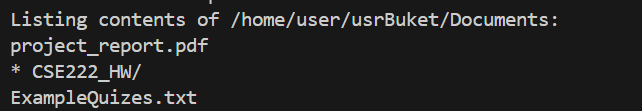 Listing contents of /home/user/usrBuket/Documents:
project_report.pdf
* CSE222_HW/
ExampleQuizes.txt